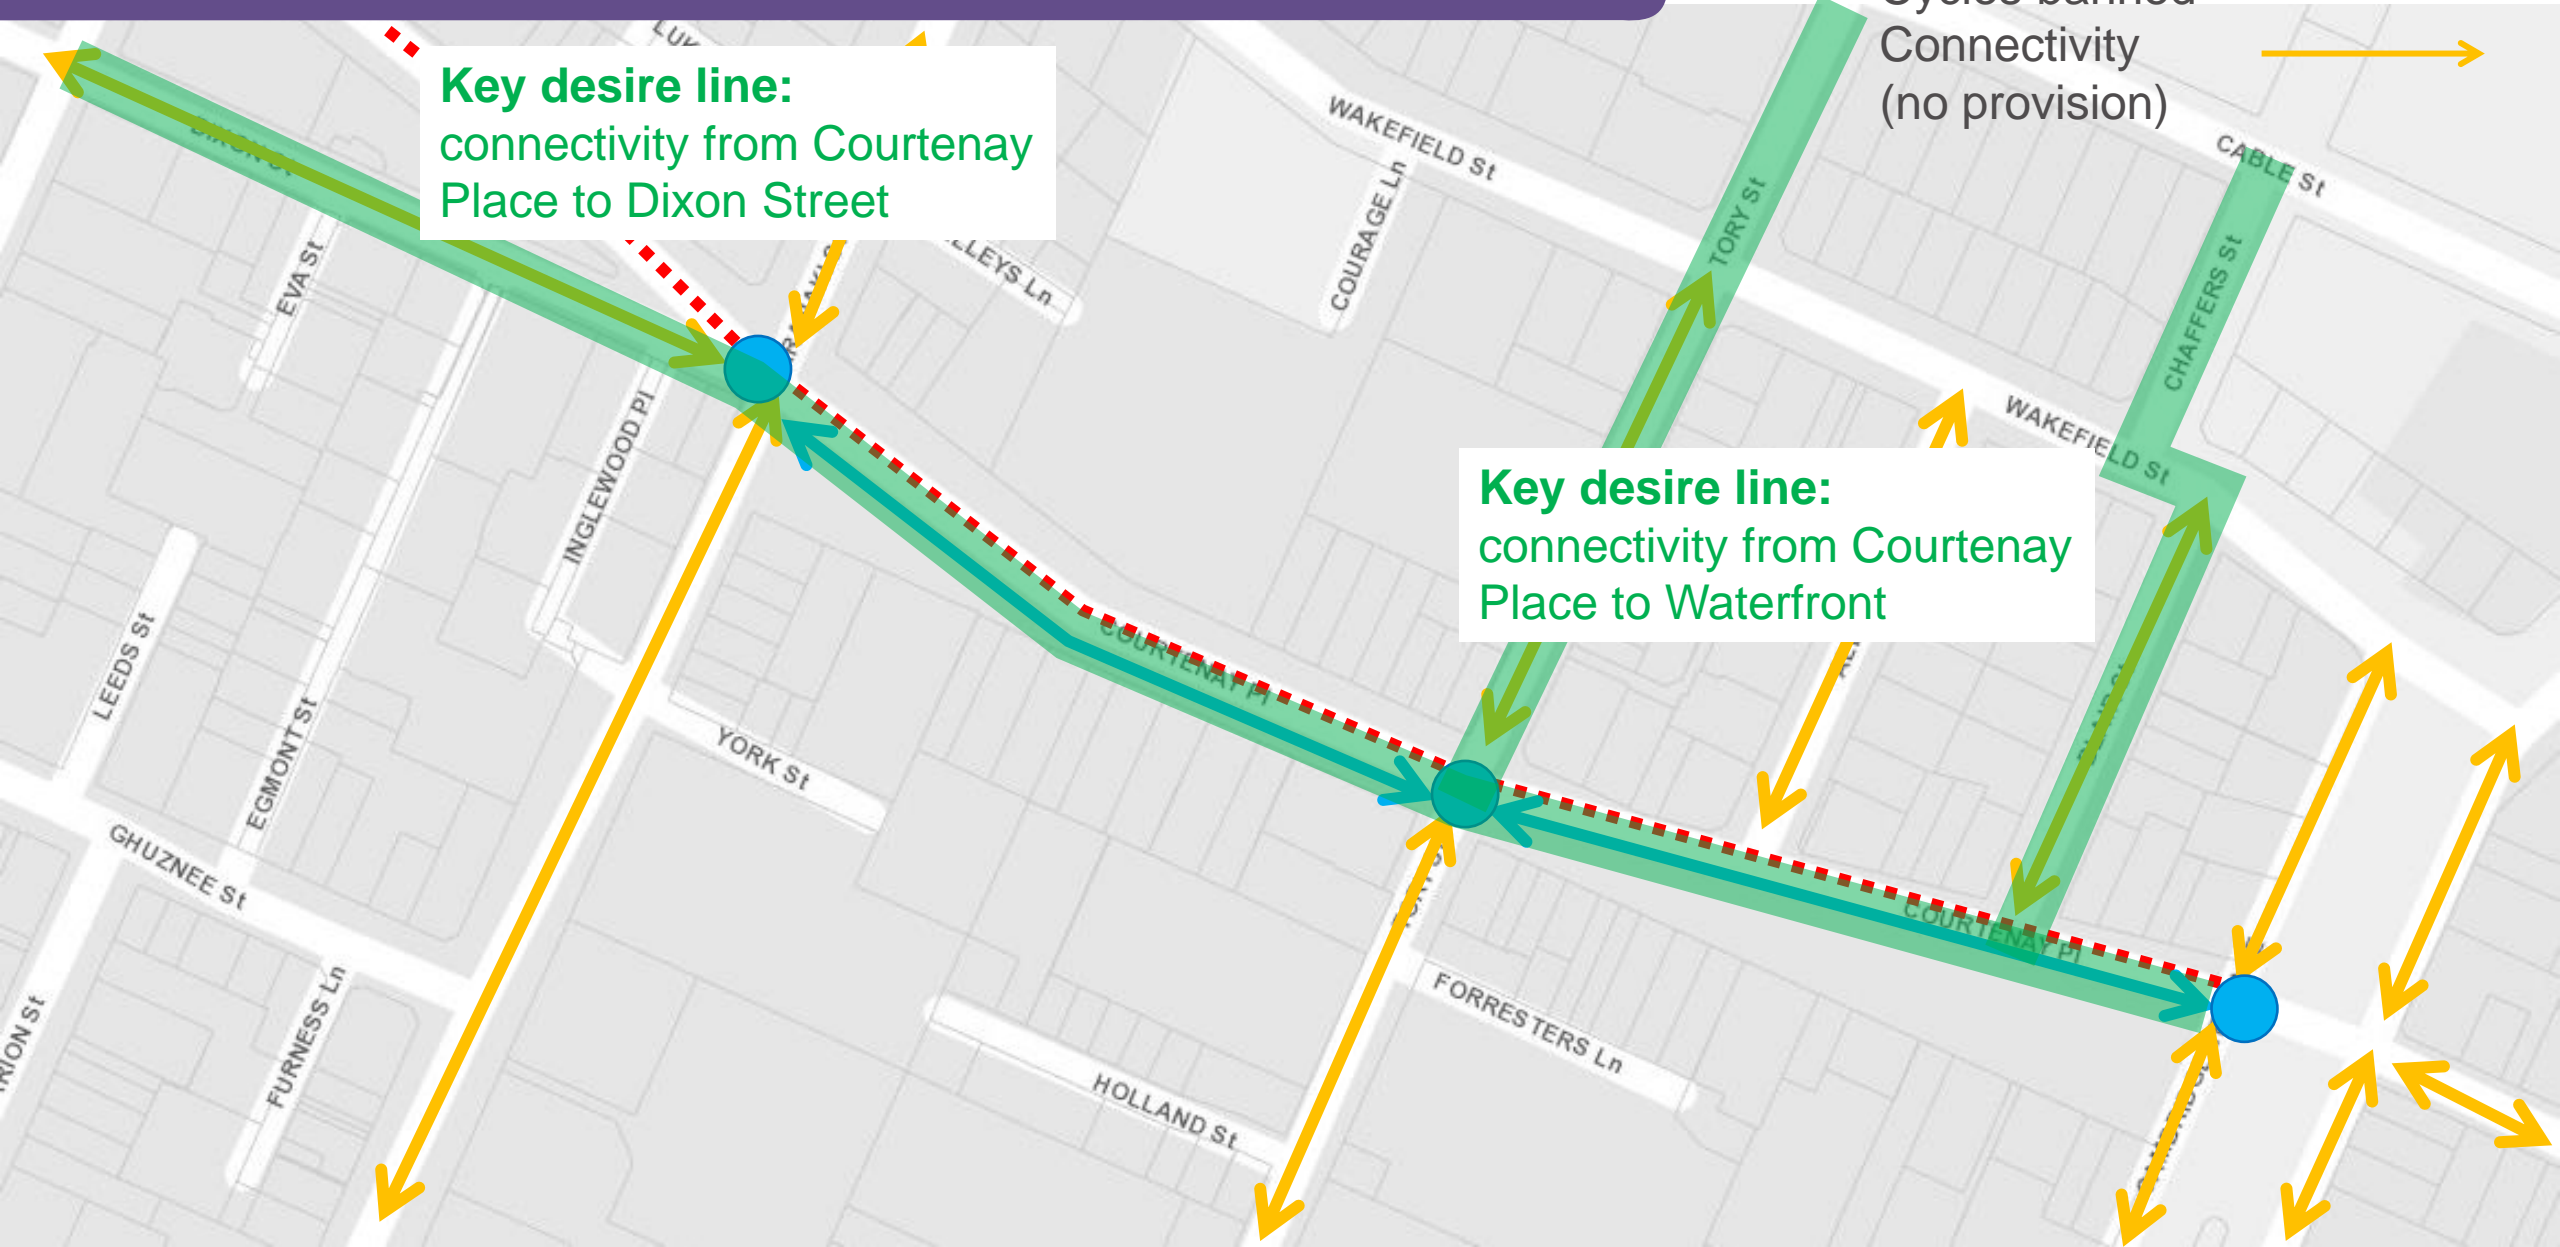 Connectivity
(no provision)
Key desire line:
connectivity from Courtenay
Place to Dixon Street
WAKEFIELD St
CABLE St
DIXON St
COURAGE Ln
TORY St
CHAFFERS St
EVA St
INGLEWOOD Pl
WAKEFIELD St
Key desire line:
connectivity from Courtenay
Place to Waterfront
LEEDS St
EGMONT St
COURTENAY Pl
YORK St
GHUZNEE St
FURNESS Ln
COURTENAY Pl
FORRESTERS Ln
HOLLAND St